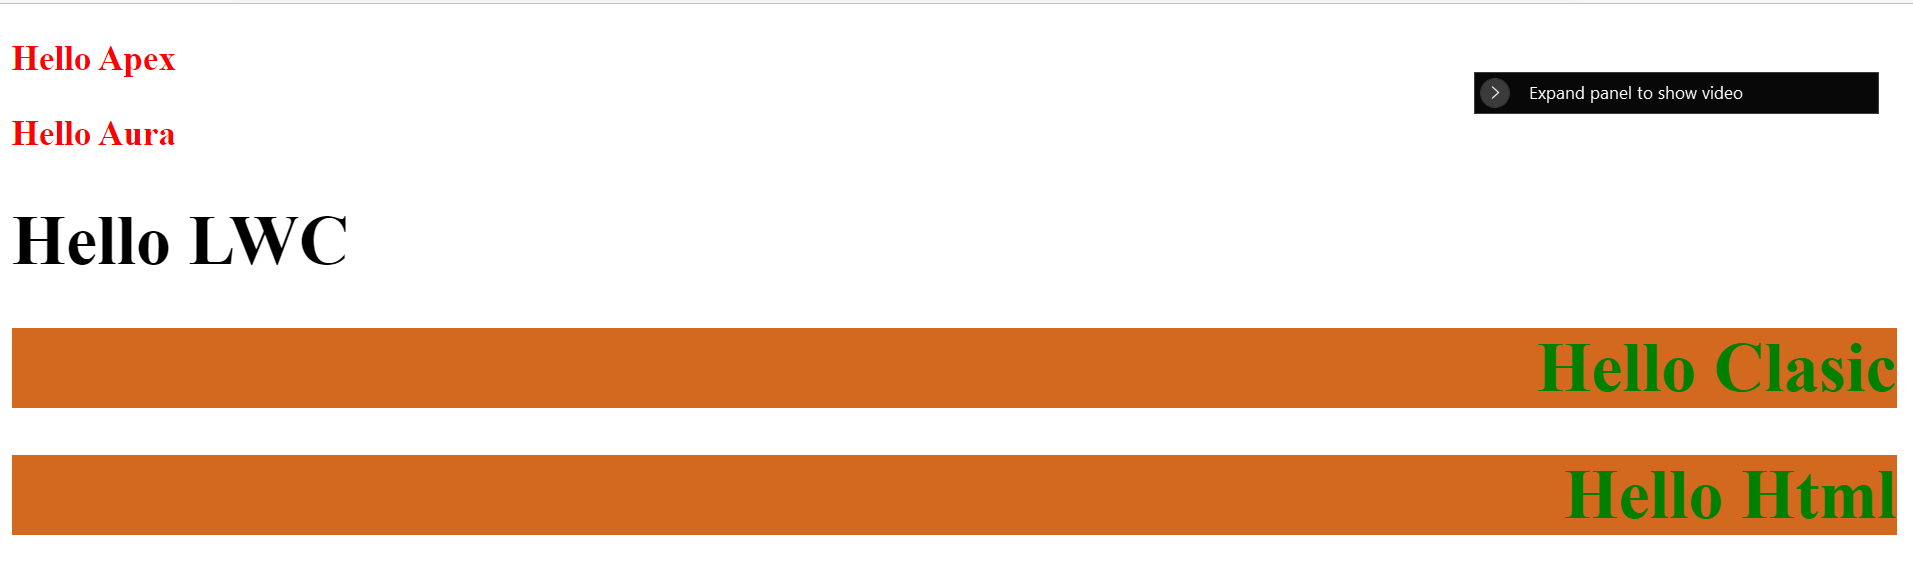 Hello Apex
Expand panel to show video
Hello Aura
Hello LWC
Hello Clasic
Hello Html